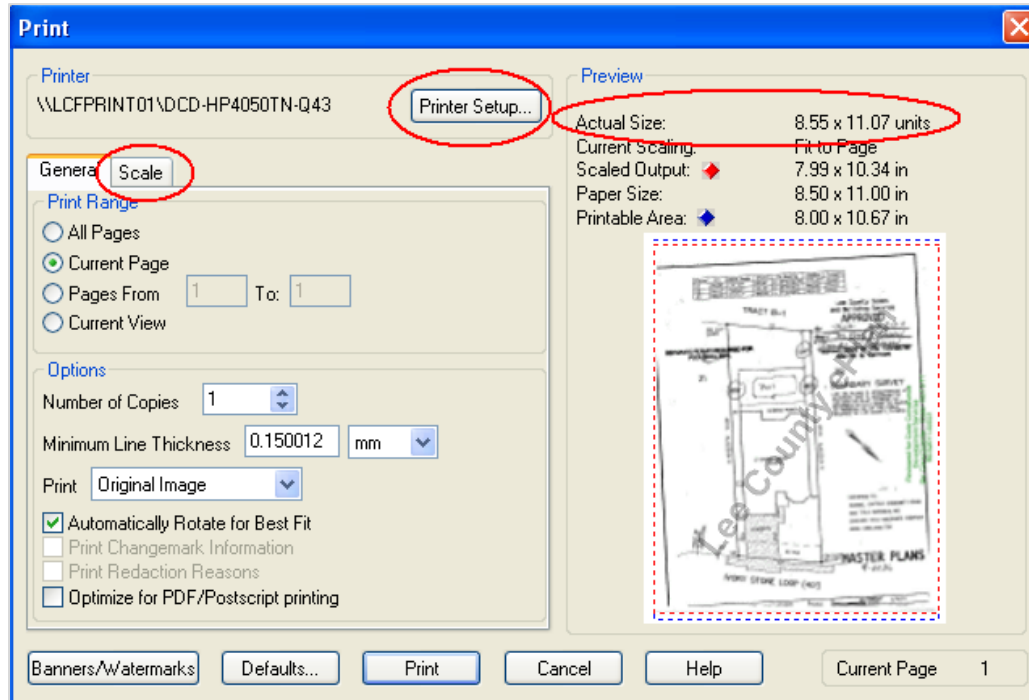 Print
Printer
\\LCFPRINT01\DCD-HP4050TN-Q43
Printer Setup...
General
Scale
Print Range
All Pages
Current Page
Pages From 1 To: 1
Current View
Options
Number of Copies 1
Minimum Line Thickness 0.150012 mm
Print Original Image
Automatically Rotate for Best Fit
Print Changemark Information
Print Redaction Reasons
Optimize for PDF/Postscript printing
Preview
Actual Size: 8.55 x 11.07 units
Current Scaling: Fit to Page
Scaled Output: 7.99 x 10.34 in
Paper Size: 8.50 x 11.00 in
Printable Area: 8.00 x 10.67 in
TRACT
APPROVED
BOUNDARY SURVEY
Lee County
MASTER PLANS
STONE LOOP
Banners/Watermarks
Defaults...
Print
Cancel
Help
Current Page 1